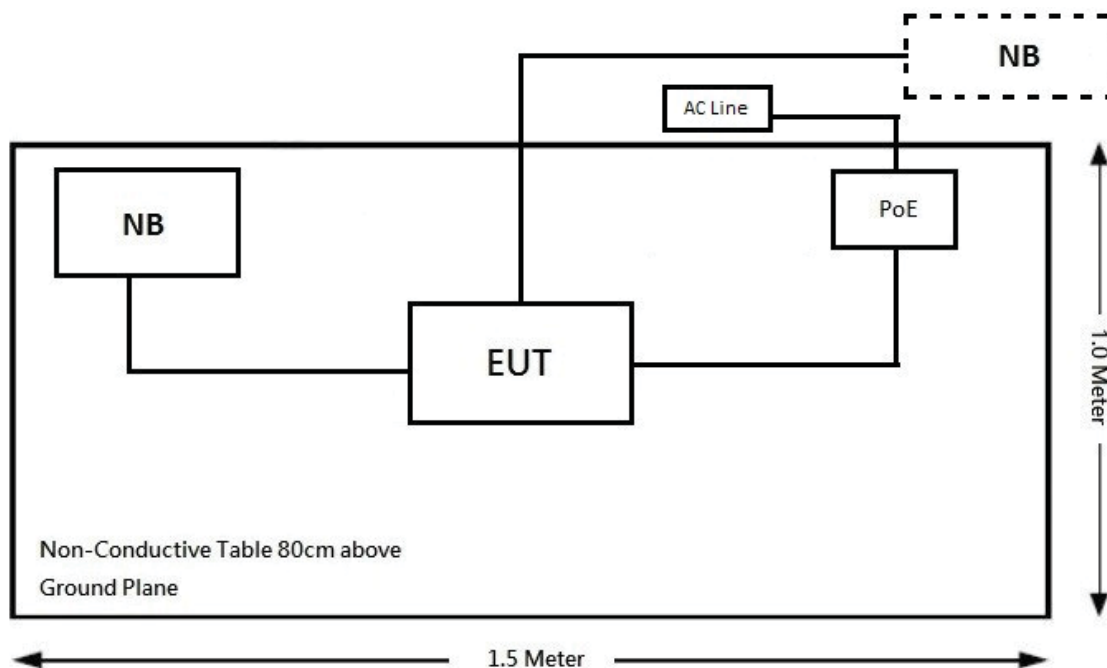 NB
AC Line
NB
PoE
EUT
1.0 Meter
Non-Conductive Table 80cm above
Ground Plane
1.5 Meter